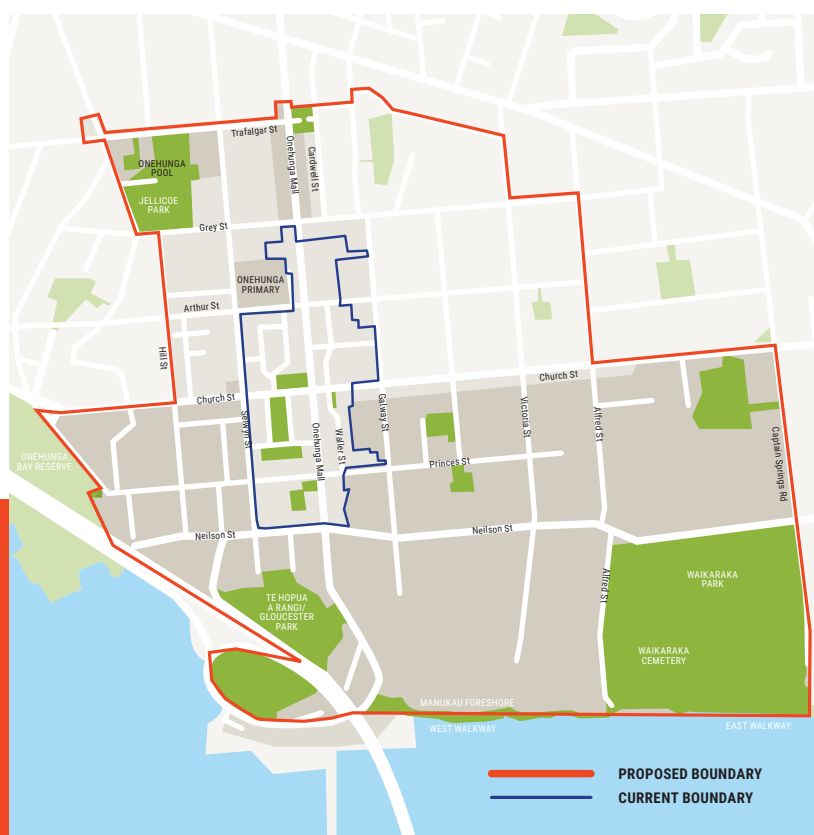 Trafalgar St
Onehunga Mall
Cardwell St
ONEHUNGA
POOL
JELLICOE
PARK
Grey St
ONEHUNGA
PRIMARY
Arthur St
Hill St
Church St
Church St
Selwyn St
Onehunga Mall
Waller St
Galway St
Victoria St
Alfred St
Captain Springs Rd
ONEHUNGA
BAY RESERVE
Princes St
Neilson St
Neilson St
Alfred St
WAIKARAKA
PARK
TE HOPUA
A RANGI/
GLOUCESTER
PARK
WAIKARAKA
CEMETERY
MANUKAU FORESHORE
WEST WALKWAY
EAST WALKWAY
PROPOSED BOUNDARY
CURRENT BOUNDARY